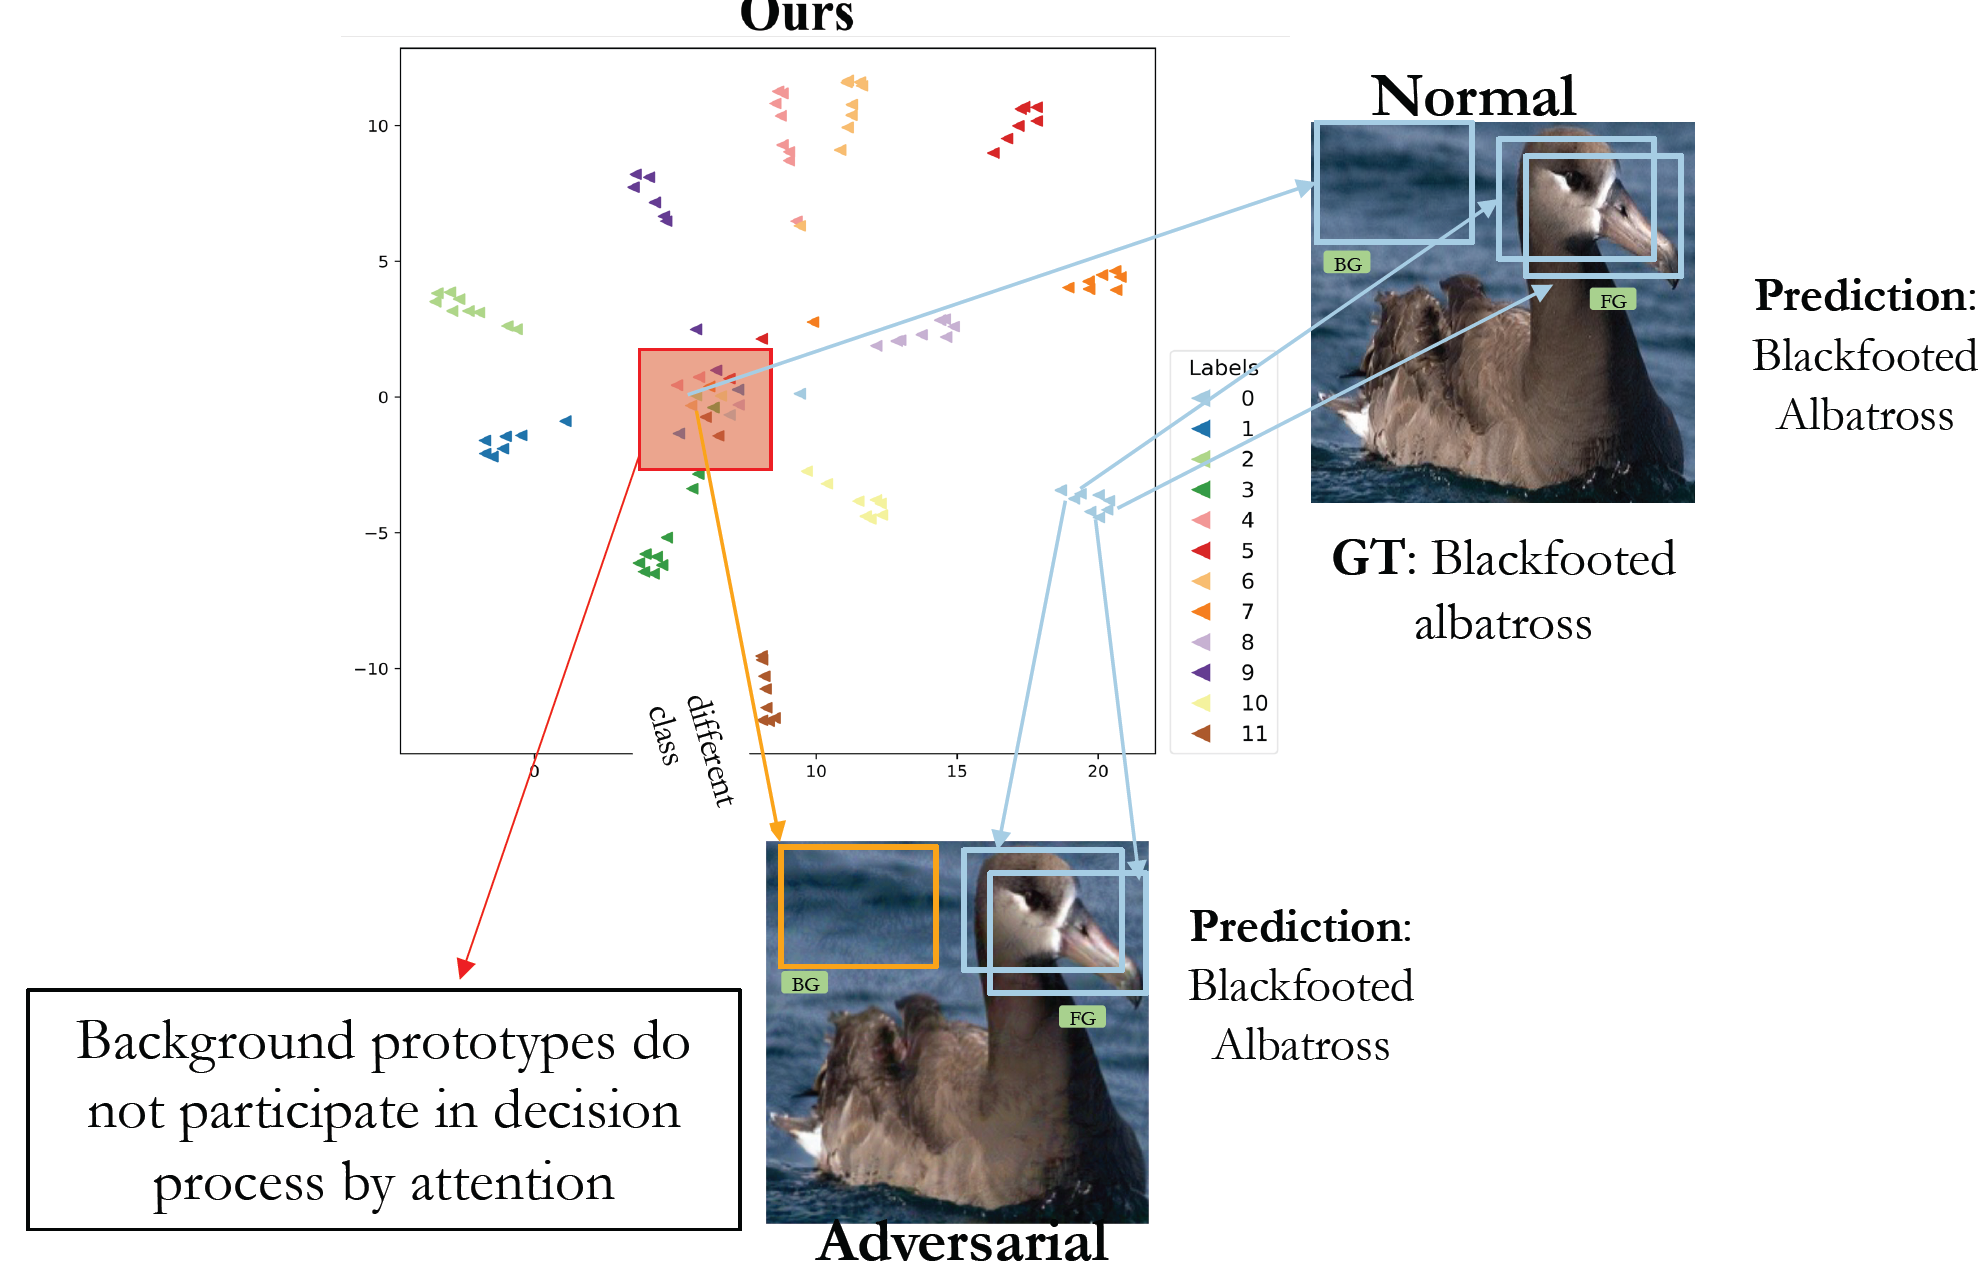 Ours
10
5
0
−5
−10
0
10
15
20
different
class
Labels
0
1
2
3
4
5
6
7
8
9
10
11
Normal
BG
FG
Prediction:
Blackfooted
Albatross
GT: Blackfooted
albatross
BG
FG
Prediction:
Blackfooted
Albatross
Adversarial
Background prototypes do
not participate in decision
process by attention